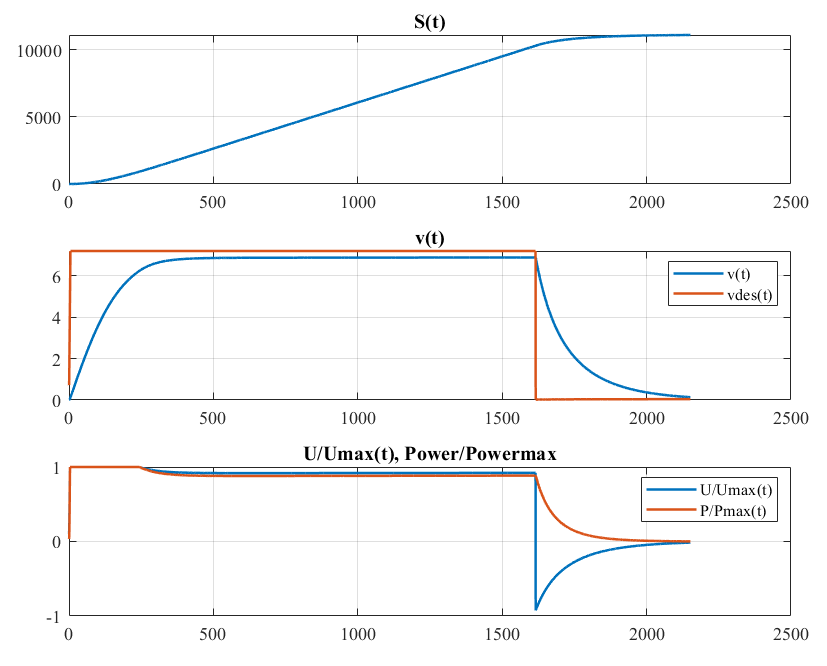 S(t)
10000
5000
0
0 500 1000 1500 2000 2500
v(t)
6
4
2
0
v(t)
vdes(t)
0 500 1000 1500 2000 2500
U/Umax(t), Power/Powermax
1
0
-1
U/Umax(t)
P/Pmax(t)
0 500 1000 1500 2000 2500